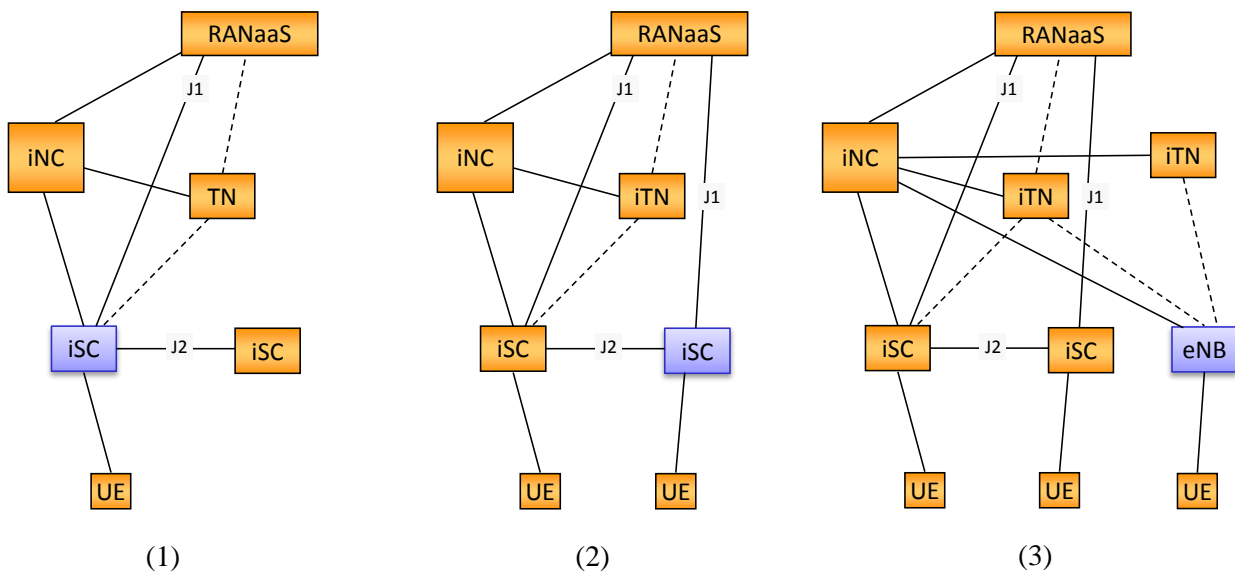 RANaaS
J1
iNC
TN
iSC
J2
iSC
UE
(1)
RANaaS
J1
iNC
iTN
J1
iSC
J2
iSC
UE
UE
(2)
RANaaS
J1
iNC
iTN
iTN
J1
iSC
J2
iSC
eNB
UE
UE
UE
(3)